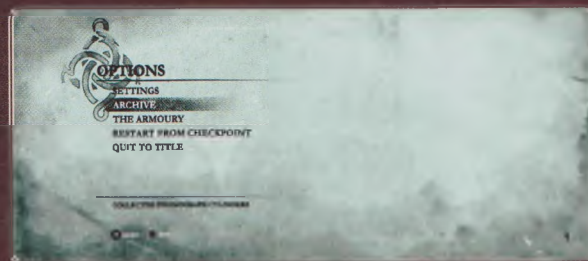 OPTIONS
SETTINGS
ARCHIVE
THE ARMOURY
RESTART FROM CHECKPOINT
QUIT TO TITLE